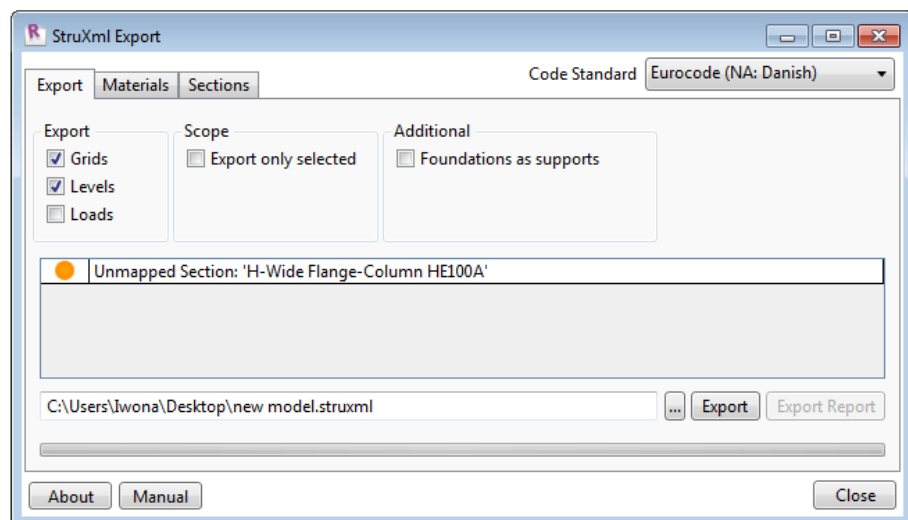 StruXml Export
Code Standard Eurocode (NA: Danish)
Export Materials Sections
Export Scope Additional
Grids Export only selected Foundations as supports
Levels
Loads
Unmapped Section: 'H-Wide Flange-Column HE100A'
C:\Users\Iwona\Desktop\new model.struxml ... Export Export Report
About Manual Close